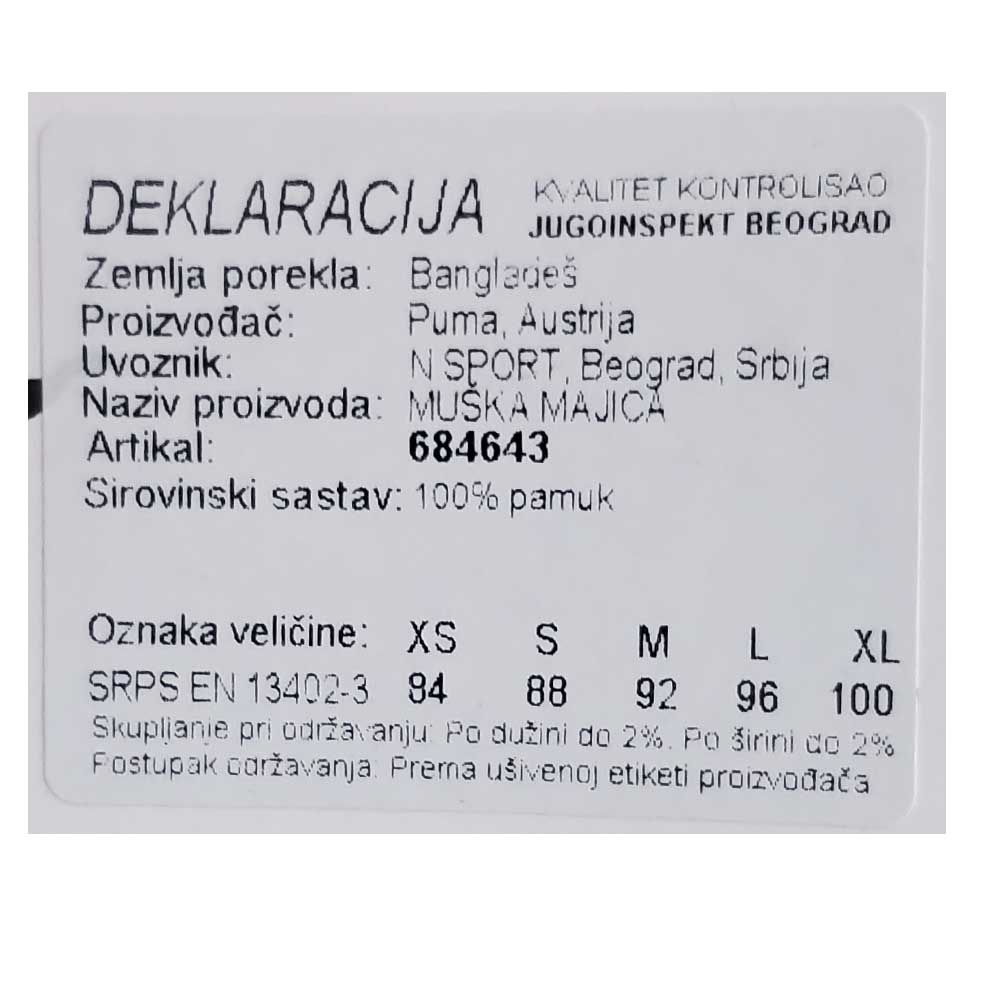 DEKLARACIJA
KVALITET KONTROLISAO
JUGOINSPEKT BEOGRAD
Zemlja porekla: Bangladeš
Proizvođač: Puma, Austrija
Uvoznik: N SPORT, Beograd, Srbija
Naziv proizvoda: MUŠKA MAJICA
Artikal: 684643
Sirovinski sastav: 100% pamuk
Oznaka veličine: XS S M L XL
SRPS EN 13402-3 84 88 92 96 100
Skupljanje pri održavanju: Po dužini do 2%. Po širini do 2%
Postupak održavanja: Prema ušivenoj etiketi proizvođača